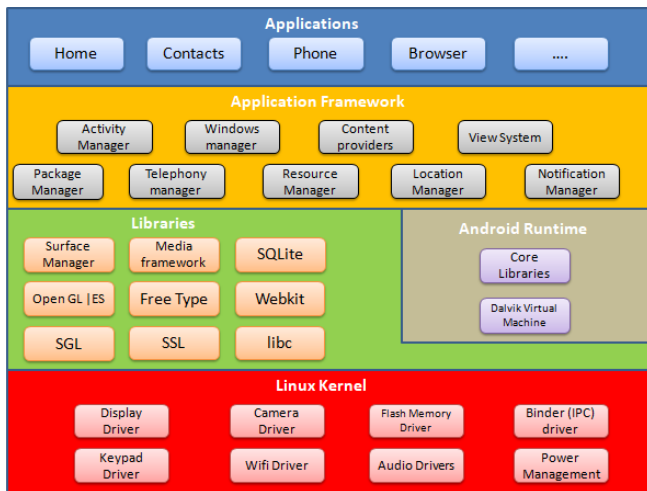 Applications
Home
Contacts
Phone
Browser
....
Application Framework
Activity
Manager
Windows
manager
Content
providers
View System
Package
Manager
Telephony
manager
Resource
Manager
Location
Manager
Notification
Manager
Libraries
Surface
Manager
Media
framework
SQLite
Open GL |ES
Free Type
Webkit
SGL
SSL
libc
Android Runtime
Core
Libraries
Dalvik Virtual
Machine
Linux Kernel
Display
Driver
Camera
Driver
Flash Memory
Driver
Binder (IPC)
driver
Keypad
Driver
Wifi Driver
Audio Drivers
Power
Management